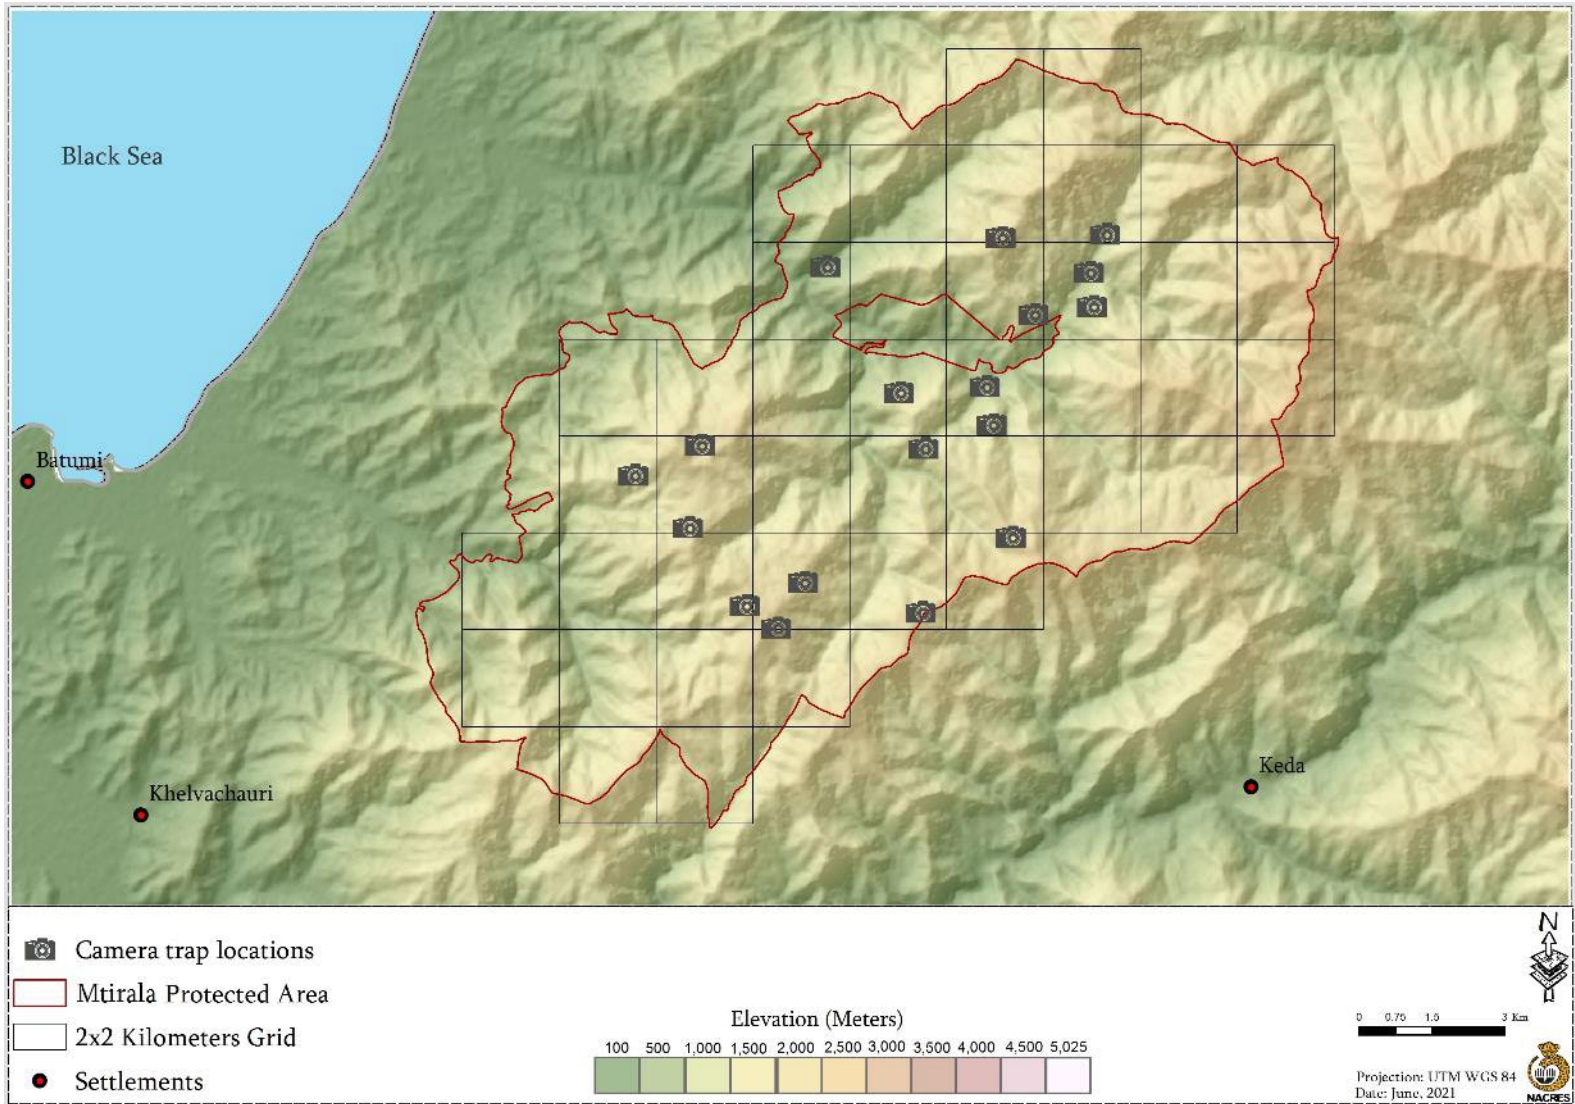 Black Sea
Batumi
Keda
Khelvachauri
Camera trap locations
Mtirala Protected Area
2x2 Kilometers Grid
Settlements
Elevation (Meters)
100 500 1,000 1,500 2,000 2,500 3,000 3,500 4,000 4,500 5,025
N
0 0.75 1.5 3 Km
Projection: UTM WGS 84
Date: June, 2021
NACRES